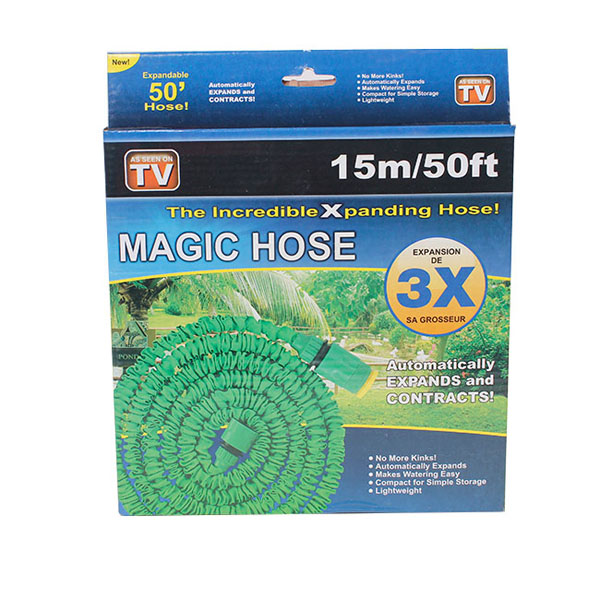 New!
Expandable
50'
Hose!
Automatically
EXPANDS and
CONTRACTS!
• No More Kinks!
• Automatically Expands
• Makes Watering Easy
• Compact for Simple Storage
• Lightweight
AS SEEN ON
TV
AS SEEN ON
TV
15m/50ft
The Incredible Xpanding Hose!
MAGIC HOSE
EXPANSION
DE
3X
SA GROSSEUR
POND
Automatically
EXPANDS and
CONTRACTS!
• No More Kinks!
• Automatically Expands
• Makes Watering Easy
• Compact for Simple Storage
• Lightweight